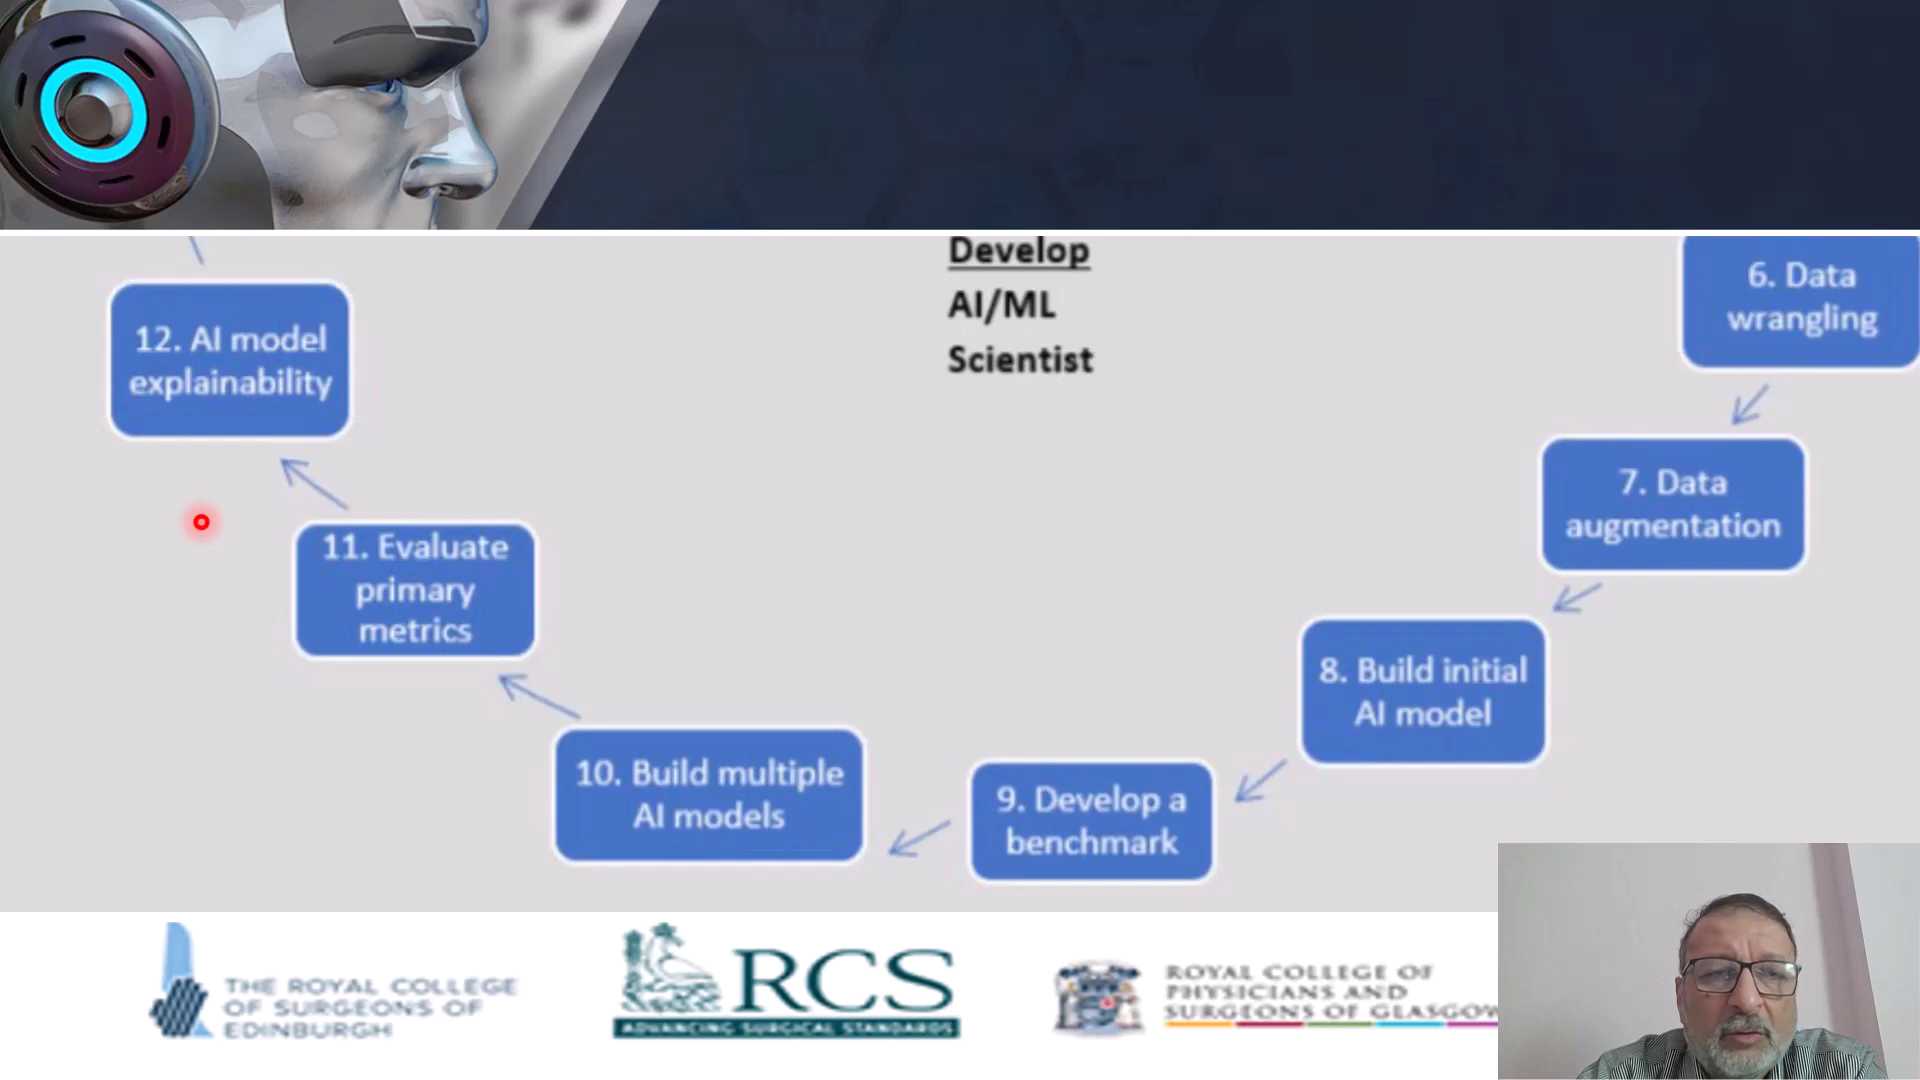 Develop
AI/ML
Scientist
6. Data
wrangling
7. Data
augmentation
8. Build initial
AI model
9. Develop a
benchmark
10. Build multiple
AI models
11. Evaluate
primary
metrics
12. AI model
explainability
THE ROYAL COLLEGE
OF SURGEONS OF
EDINBURGH
RCS
ADVANCING SURGICAL STANDARDS
ROYAL COLLEGE OF
PHYSICIANS AND
SURGEONS OF GLASGOW